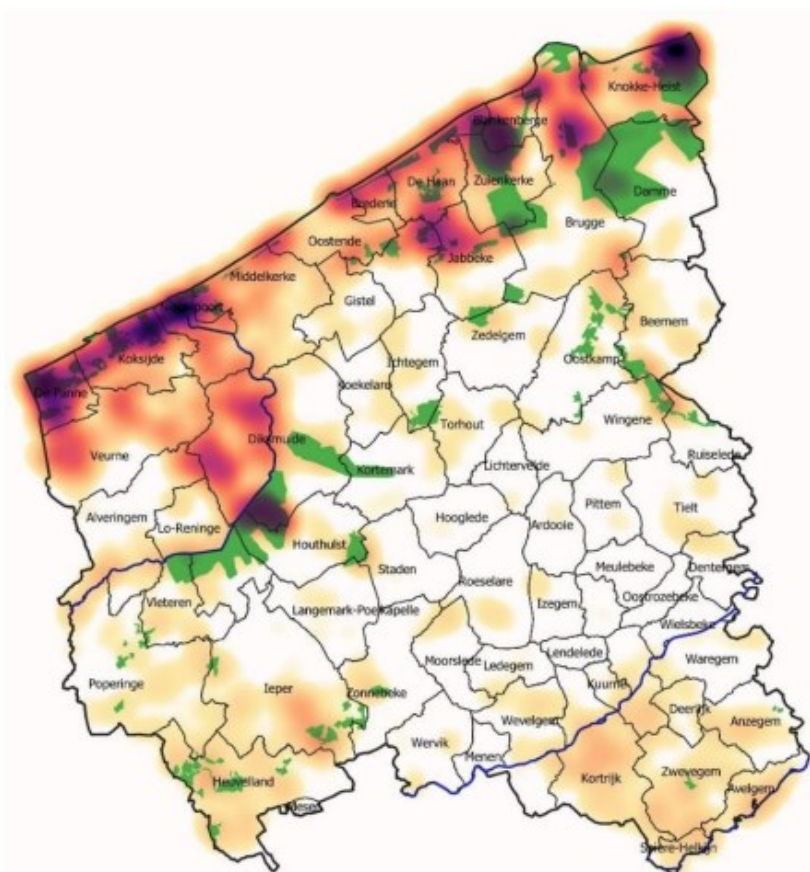 Knokke-Heist
Blankenberge
De Haan
Zuienkerke
Damme
Bredene
Brugge
Oostende
Jabbeke
Middelkerke
Gistel
Zedelgem
Beernem
Koksijde
Ichtegem
Oostkamp
De Panne
Koekelare
Torhout
Wingene
Diksmuide
Veurne
Kortemark
Lichtervelde
Ruiselede
Alveringem
Lo-Reninge
Hooglede
Ardooie
Pittem
Tielt
Houthulst
Staden
Meulebeke
Dentergem
Roeselare
Vleteren
Langemark-Poelkapelle
Izegem
Oostrozebeke
Wielsbeke
Lendelede
Waregem
Poperinge
Ieper
Zonnebeke
Moorslede
Ledegem
Kuurne
Deerlijk
Anzegem
Wevelgem
Wervik
Menen
Kortrijk
Zwevegem
Heuvelland
Avelgem
Spiere-Helkijn